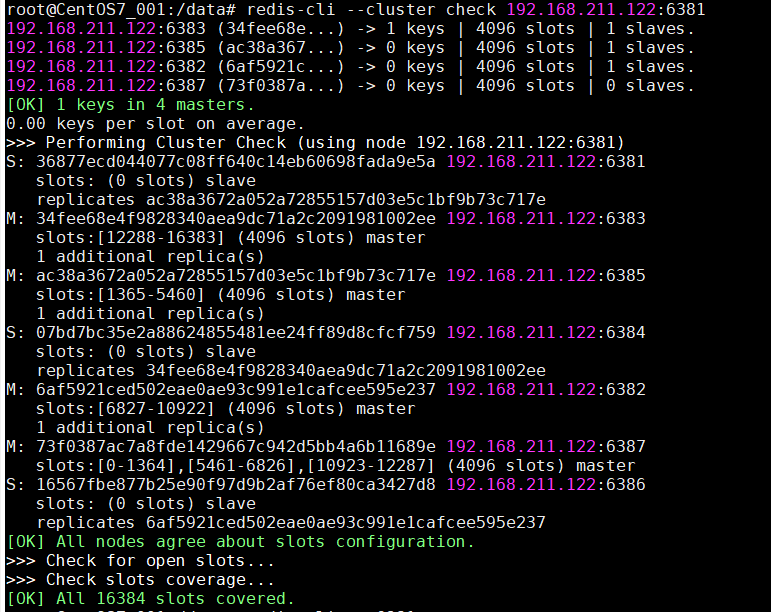 root@CentOS7_001:/data# redis-cli --cluster check 192.168.211.122:6381
192.168.211.122:6383 (34fee68e...) -> 1 keys | 4096 slots | 1 slaves.
192.168.211.122:6385 (ac38a367...) -> 0 keys | 4096 slots | 1 slaves.
192.168.211.122:6382 (6af5921c...) -> 0 keys | 4096 slots | 1 slaves.
192.168.211.122:6387 (73f0387a...) -> 0 keys | 4096 slots | 0 slaves.
[OK] 1 keys in 4 masters.
0.00 keys per slot on average.
>>> Performing Cluster Check (using node 192.168.211.122:6381)
S: 36877ecd044077c08ff640c14eb60698fada9e5a 192.168.211.122:6381
   slots: (0 slots) slave
   replicates ac38a3672a052a72855157d03e5c1bf9b73c717e
M: 34fee68e4f9828340aea9dc71a2c2091981002ee 192.168.211.122:6383
   slots:[12288-16383] (4096 slots) master
   1 additional replica(s)
M: ac38a3672a052a72855157d03e5c1bf9b73c717e 192.168.211.122:6385
   slots:[1365-5460] (4096 slots) master
   1 additional replica(s)
S: 07bd7bc35e2a88624855481ee24ff89d8cfcf759 192.168.211.122:6384
   slots: (0 slots) slave
   replicates 34fee68e4f9828340aea9dc71a2c2091981002ee
M: 6af5921ced502eae0ae93c991e1cafcee595e237 192.168.211.122:6382
   slots:[6827-10922] (4096 slots) master
   1 additional replica(s)
M: 73f0387ac7a8fde1429667c942d5bb4a6b11689e 192.168.211.122:6387
   slots:[0-1364],[5461-6826],[10923-12287] (4096 slots) master
S: 16567fbe877b25e90f97d9b2af76ef80ca3427d8 192.168.211.122:6386
   slots: (0 slots) slave
   replicates 6af5921ced502eae0ae93c991e1cafcee595e237
[OK] All nodes agree about slots configuration.
>>> Check for open slots...
>>> Check slots coverage...
[OK] All 16384 slots covered.